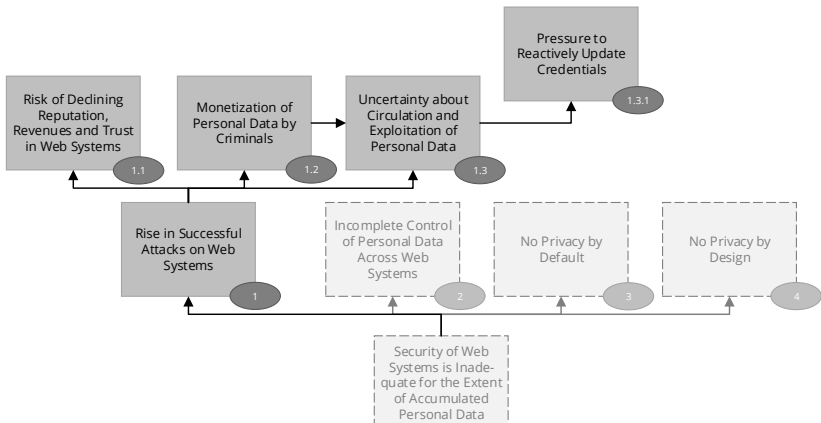 Pressure to
Reactively Update
Credentials
1.3.1
Risk of Declining
Reputation,
Revenues and Trust
in Web Systems
1.1
Monetization of
Personal Data by
Criminals
1.2
Uncertainty about
Circulation and
Exploitation of
Personal Data
1.3
Rise in Successful
Attacks on Web
Systems
1
Incomplete Control
of Personal Data
Across Web
Systems
2
No Privacy by
Default
3
No Privacy by
Design
4
Security of Web
Systems is Inade-
quate for the Extent
of Accumulated
Personal Data